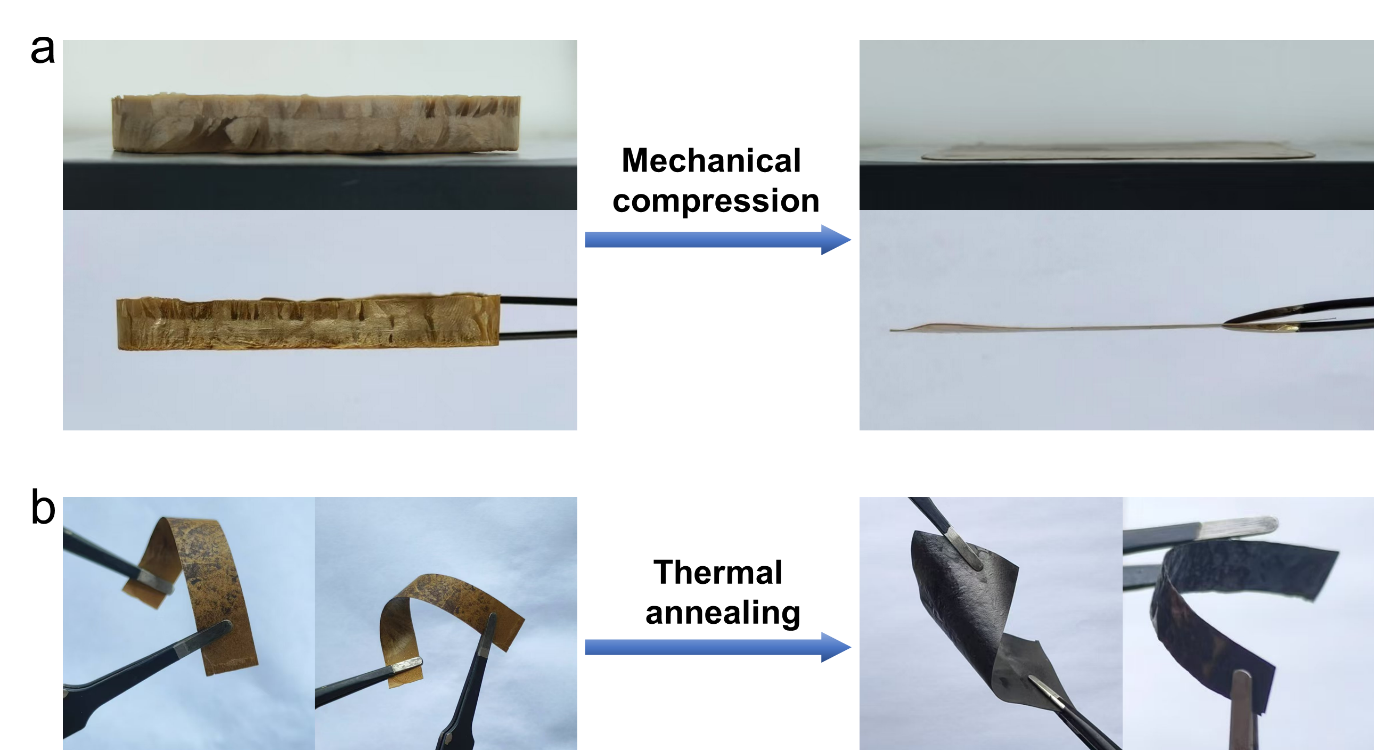 a
Mechanical
compression
b
Thermal
annealing